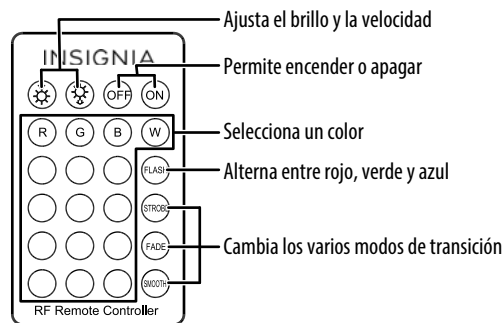 Ajusta el brillo y la velocidad
INSIGNIA
Permite encender o apagar
OFF ON
R G B W
Selecciona un color
FLASH
Alterna entre rojo, verde y azul
STROBE
FADE
Cambia los varios modos de transición
SMOOTH
RF Remote Controller